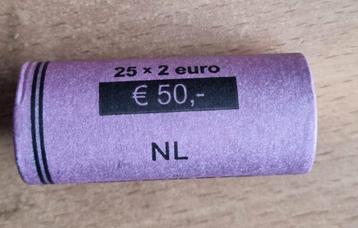 25 x 2 euro
€ 50,-
NL